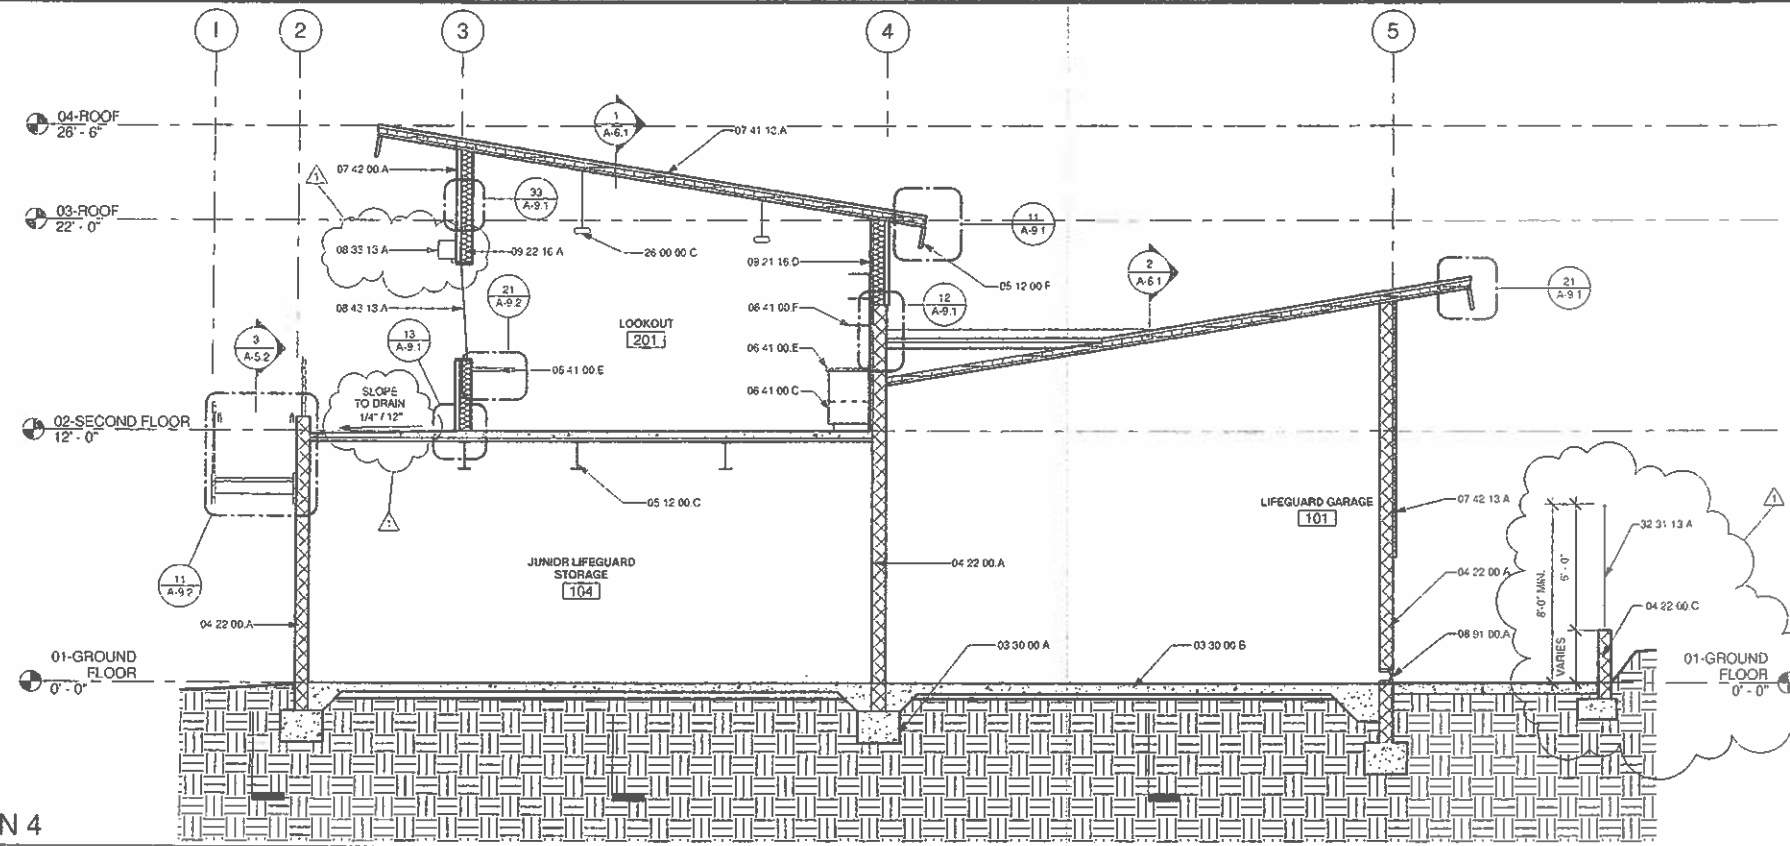 1
2
3
4
5
04-ROOF
26' - 6"
1
A-6.1
07 41 13.A
07 42 00.A
1
33
A-9.1
03-ROOF
22' - 0"
11
A-9.1
08 33 13 A
09 22 16 A
26 00 00 C
09 21 16.D
05 12 00 F
2
A-6.1
21
A-9.1
21
A-9.2
08 43 13 A
06 41 00.F
12
A-9.1
LOOKOUT
201
13
A-9.1
3
A-5.2
06 41 00.E
06 41 00.E
06 41 00 C
SLOPE
TO DRAIN
1/4" / 12"
02-SECOND FLOOR
12' - 0"
05 12 00.C
LIFEGUARD GARAGE
101
07 42 13 A
1
32 31 13 A
8'-0" MIN.
6' - 0"
JUNIOR LIFEGUARD
STORAGE
104
04 22 00.A
11
A-9.2
04 22 00 A
04 22 00.C
04 22 00.A
08 91 00.A
VARIES
03 30 00 A
03 30 00 B
01-GROUND
FLOOR
0' - 0"
01-GROUND
FLOOR
0' - 0"
N 4